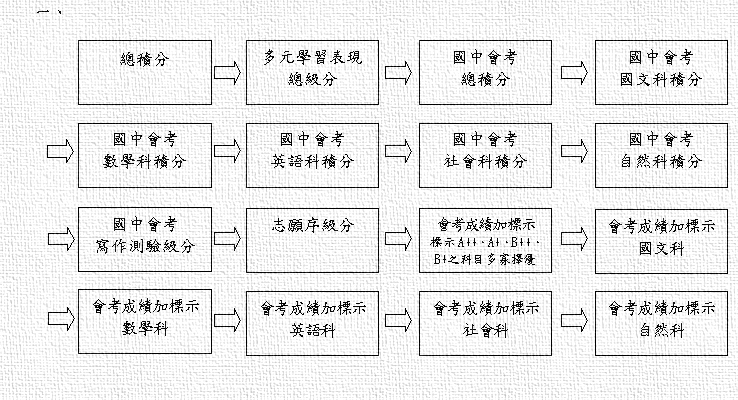 一、
總積分
多元學習表現
總級分
國中會考
總積分
國中會考
國文科積分
國中會考
數學科積分
國中會考
英語科積分
國中會考
社會科積分
國中會考
自然科積分
國中會考
寫作測驗級分
志願序級分
會考成績加標示
標示A++、A+、B++、
B+之科目多寡擇優
會考成績加標示
國文科
會考成績加標示
數學科
會考成績加標示
英語科
會考成績加標示
社會科
會考成績加標示
自然科